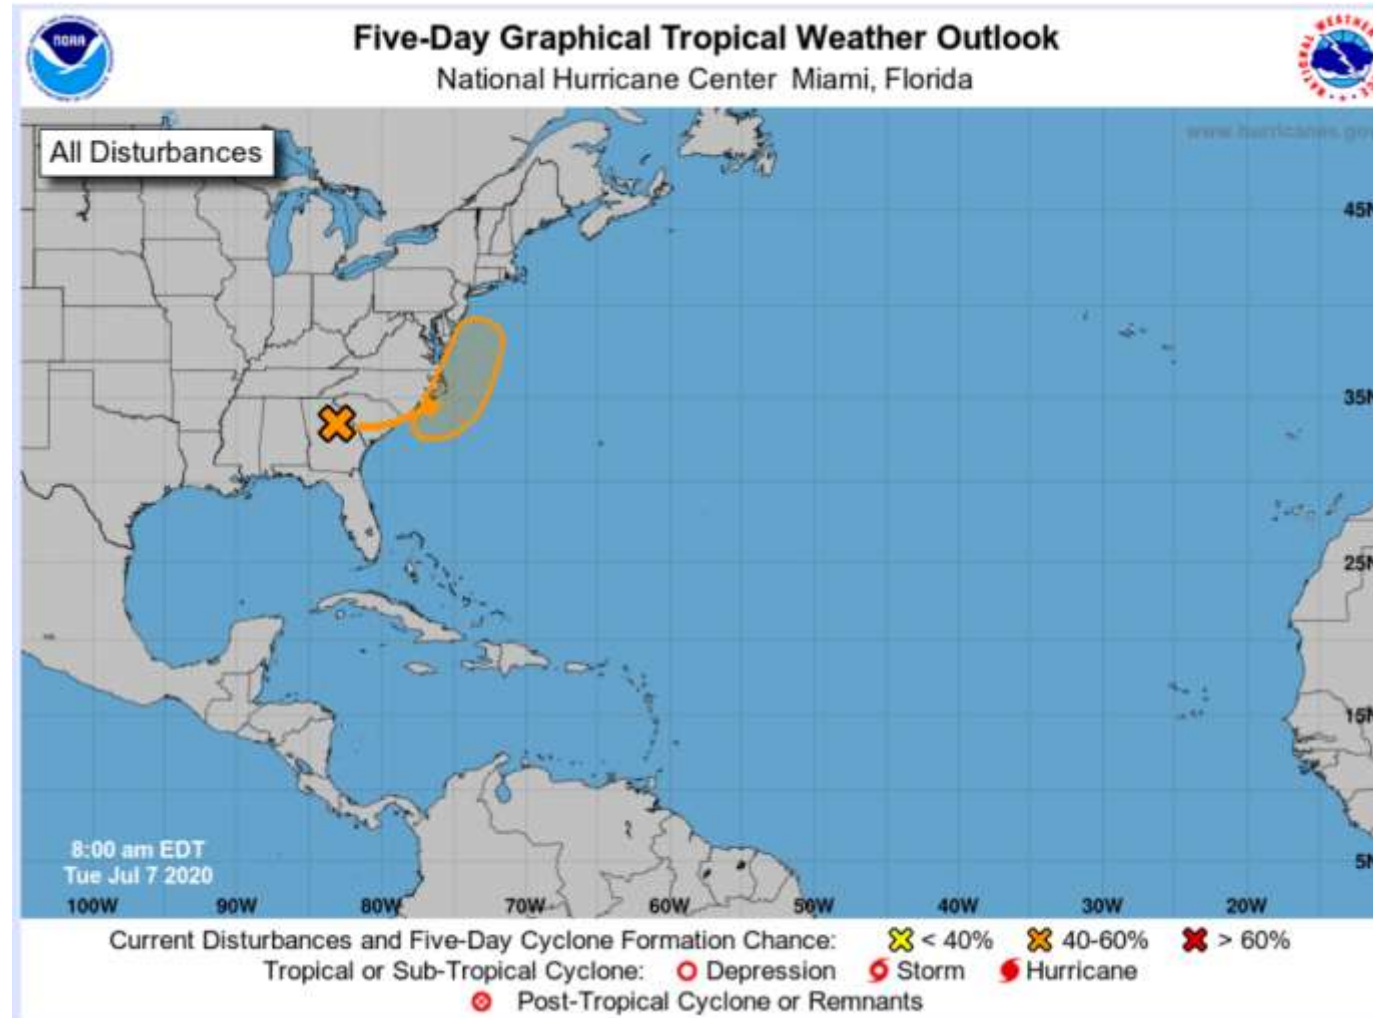 NOAA
Five-Day Graphical Tropical Weather Outlook
National Hurricane Center Miami, Florida
All Disturbances
45N
35N
25N
15N
5N
8:00 am EDT
Tue Jul 7 2020
100W 90W 80W 70W 60W 50W 40W 30W 20W
Current Disturbances and Five-Day Cyclone Formation Chance: < 40% 40-60% > 60%
Tropical or Sub-Tropical Cyclone: Depression Storm Hurricane
Post-Tropical Cyclone or Remnants